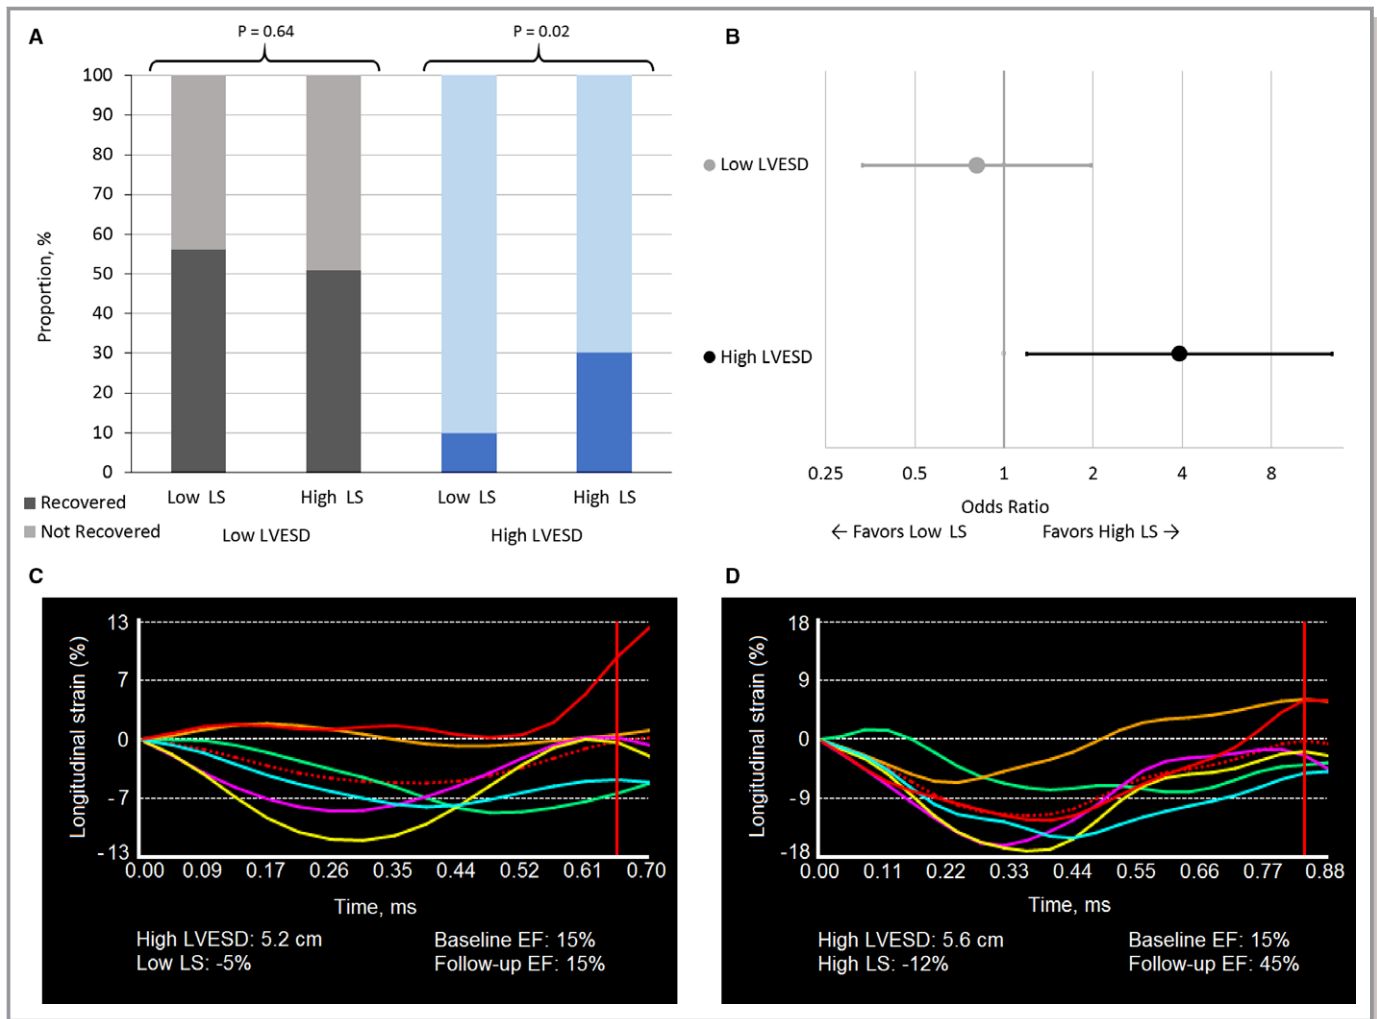 A
P = 0.64
P = 0.02
Proportion, %
100
90
80
70
60
50
40
30
20
10
0
Low LS
High LS
Low LS
High LS
Recovered
Not Recovered
Low LVESD
High LVESD
B
Low LVESD
High LVESD
0.25
0.5
1
2
4
8
Odds Ratio
← Favors Low LS
Favors High LS →
C
Longitudinal strain (%)
13
7
0
-7
-13
0.00
0.09
0.17
0.26
0.35
0.44
0.52
0.61
0.70
Time, ms
High LVESD: 5.2 cm
Low LS: -5%
Baseline EF: 15%
Follow-up EF: 15%
D
Longitudinal strain (%)
18
9
0
-9
-18
0.00
0.11
0.22
0.33
0.44
0.55
0.66
0.77
0.88
Time, ms
High LVESD: 5.6 cm
High LS: -12%
Baseline EF: 15%
Follow-up EF: 45%